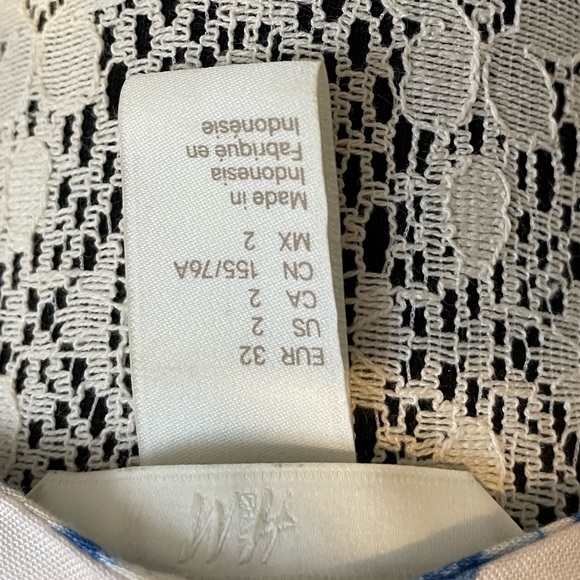 EUR 32
US 2
CA 2
CN 155/76A
MX 2
Made in
Indonesia
Fabriqué en
Indonésie
H&M